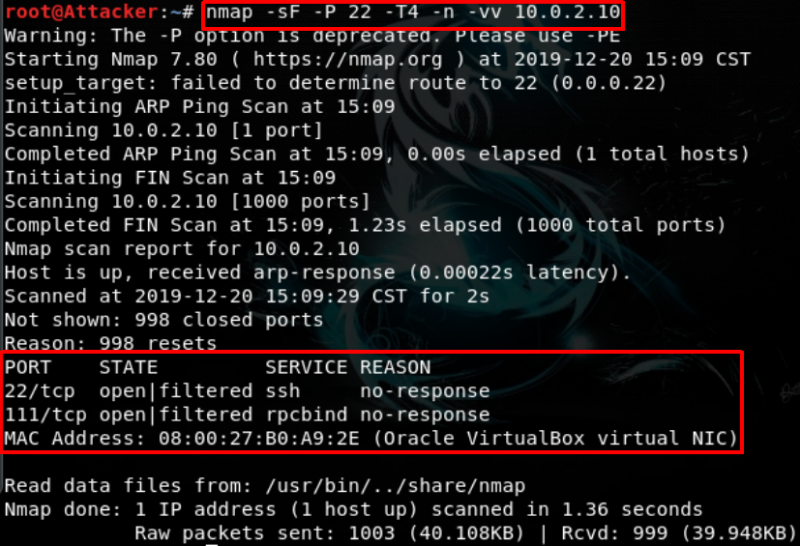 root@Attacker:~# nmap -sF -P 22 -T4 -n -vv 10.0.2.10
Warning: The -P option is deprecated. Please use -PE
Starting Nmap 7.80 ( https://nmap.org ) at 2019-12-20 15:09 CST
setup_target: failed to determine route to 22 (0.0.0.22)
Initiating ARP Ping Scan at 15:09
Scanning 10.0.2.10 [1 port]
Completed ARP Ping Scan at 15:09, 0.00s elapsed (1 total hosts)
Initiating FIN Scan at 15:09
Scanning 10.0.2.10 [1000 ports]
Completed FIN Scan at 15:09, 1.23s elapsed (1000 total ports)
Nmap scan report for 10.0.2.10
Host is up, received arp-response (0.00022s latency).
Scanned at 2019-12-20 15:09:29 CST for 2s
Not shown: 998 closed ports
Reason: 998 resets
PORT    STATE         SERVICE REASON
22/tcp  open|filtered ssh     no-response
111/tcp open|filtered rpcbind no-response
MAC Address: 08:00:27:B0:A9:2E (Oracle VirtualBox virtual NIC)
Read data files from: /usr/bin/../share/nmap
Nmap done: 1 IP address (1 host up) scanned in 1.36 seconds
Raw packets sent: 1003 (40.108KB) | Rcvd: 999 (39.948KB)